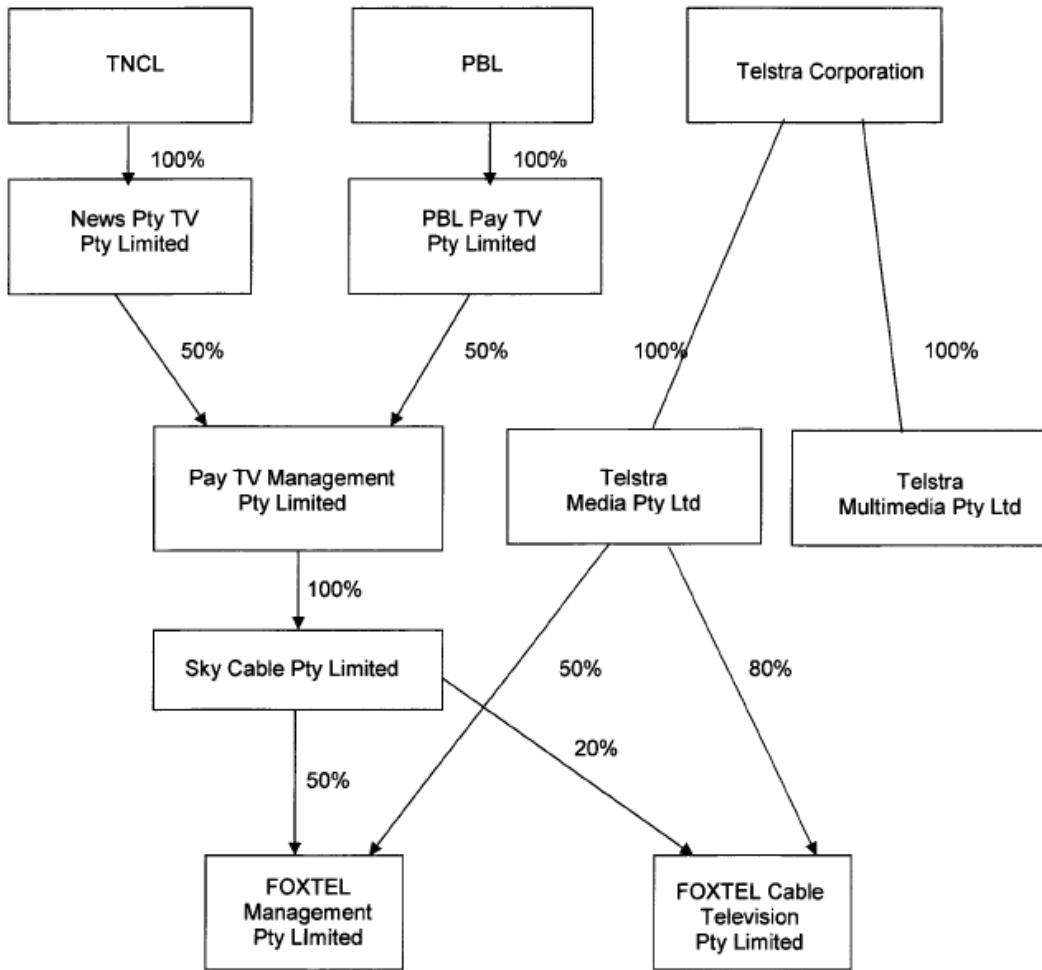 TNCL
PBL
Telstra Corporation
100%
100%
News Pty TV
Pty Limited
PBL Pay TV
Pty Limited
50%
50%
100%
100%
Pay TV Management
Pty Limited
Telstra
Media Pty Ltd
Telstra
Multimedia Pty Ltd
100%
Sky Cable Pty Limited
50%
80%
20%
50%
FOXTEL
Management
Pty LImited
FOXTEL Cable
Television
Pty Limited